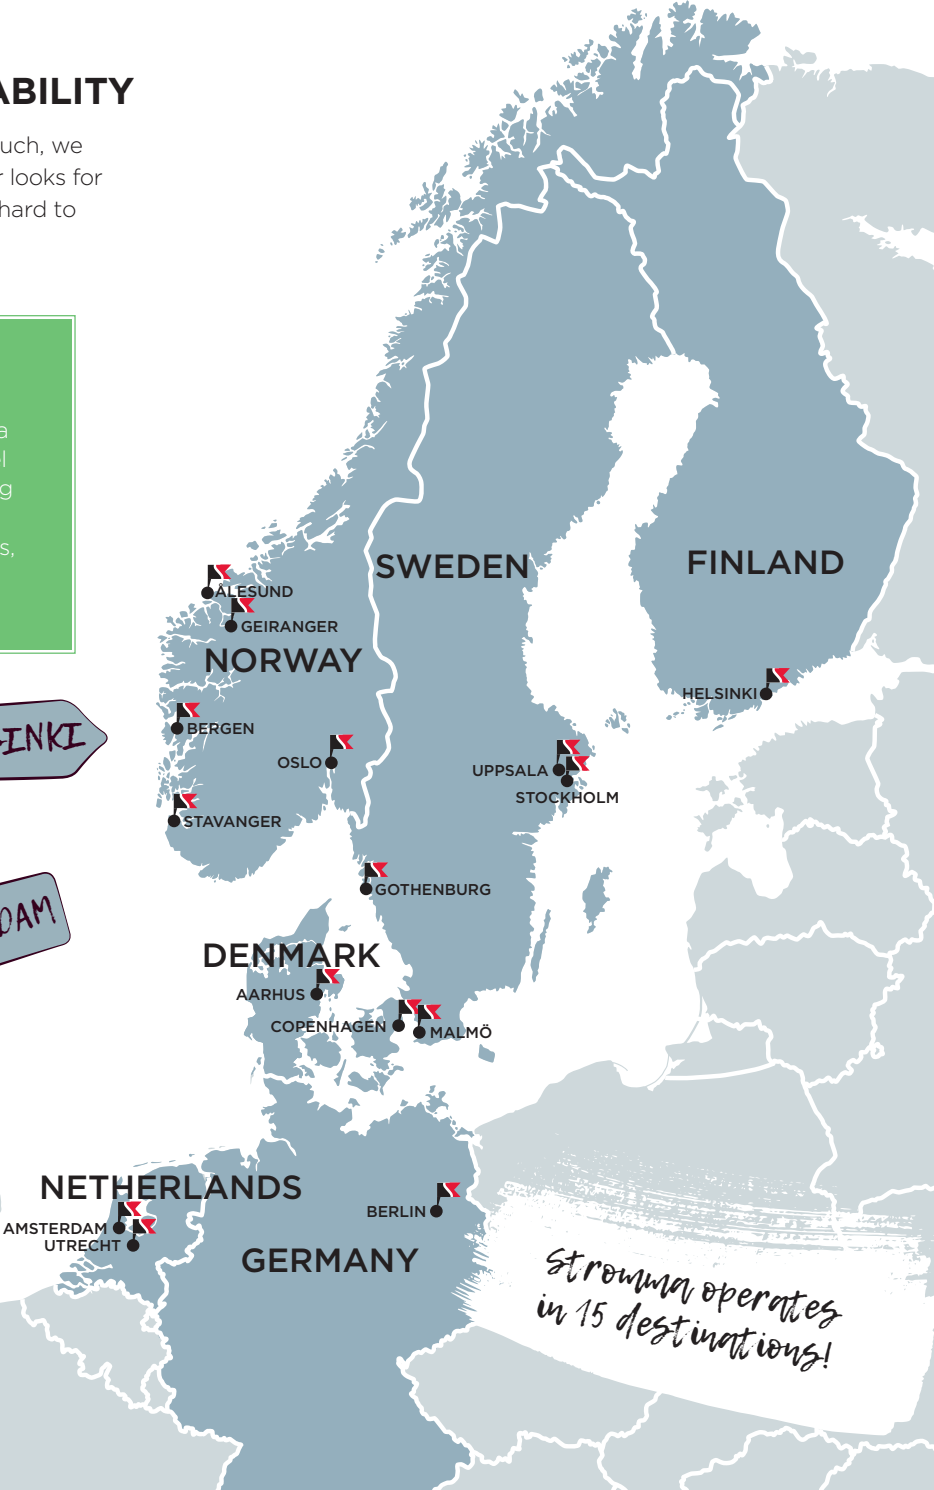 ABILITY
uch, we
r looks for
hard to
a
l
g
s,
INKI
DAM
SWEDEN
FINLAND
ÅLESUND
GEIRANGER
NORWAY
HELSINKI
BERGEN
OSLO
UPPSALA
STOCKHOLM
STAVANGER
GOTHENBURG
DENMARK
AARHUS
COPENHAGEN
MALMÖ
NETHERLANDS
AMSTERDAM
UTRECHT
BERLIN
GERMANY
Stromma operates
in 15 destinations!